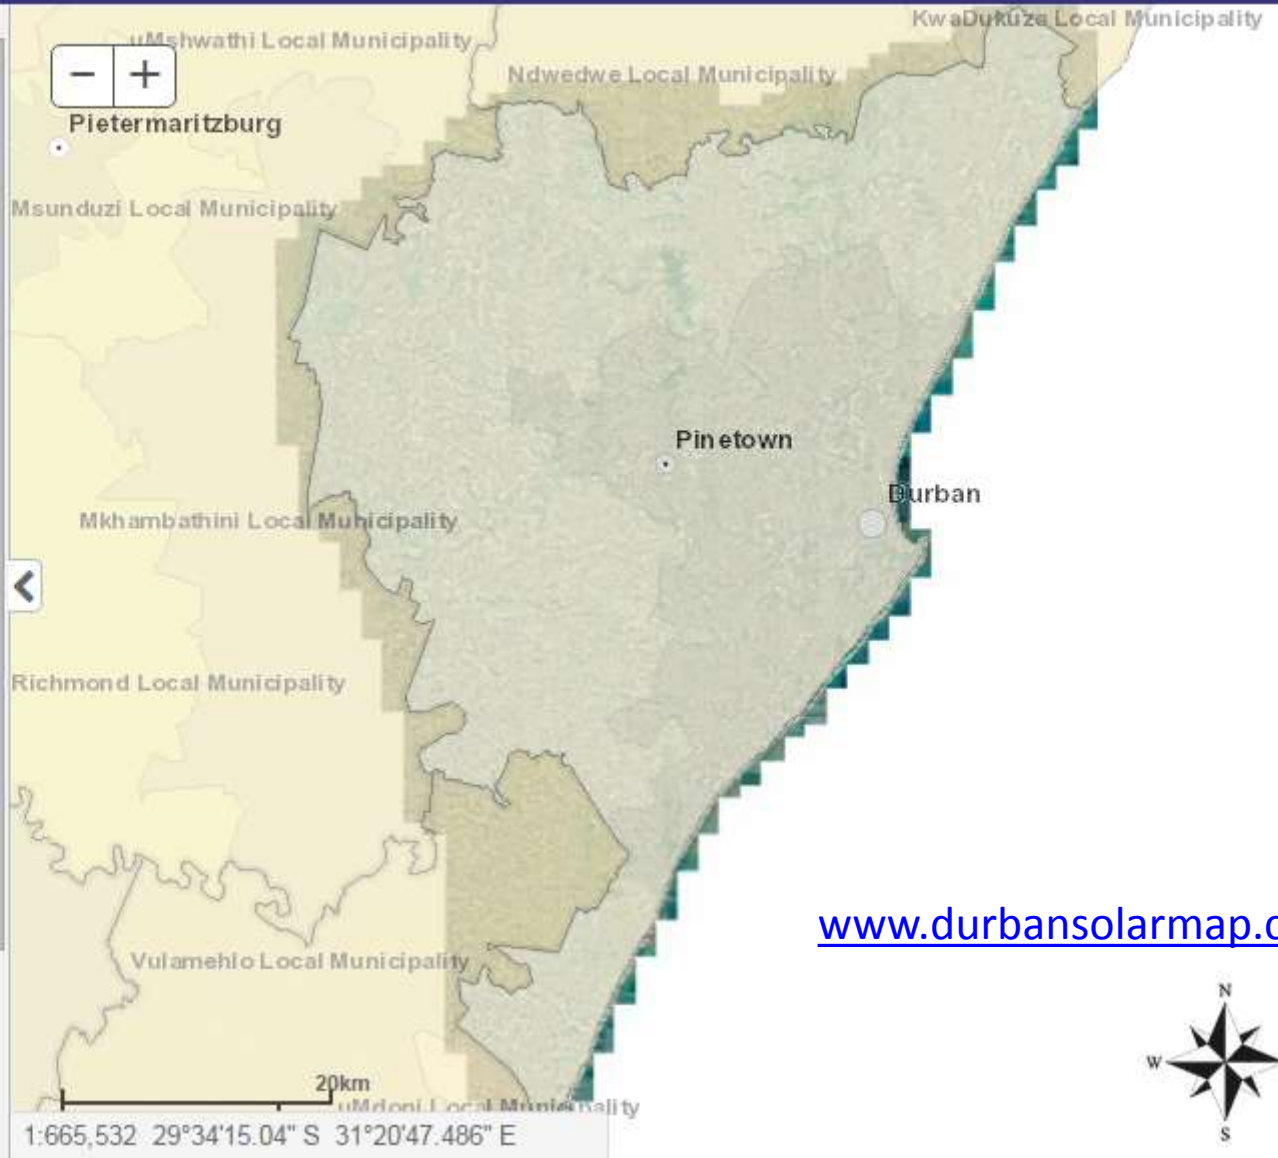 KwaDukuza Local Municipality
uMshwathi Local Municipality
Ndwedwe Local Municipality
− +
Pietermaritzburg
Msunduzi Local Municipality
Pinetown
Durban
Mkhambathini Local Municipality
Richmond Local Municipality
www.durbansolarmap.c
Vulamehlo Local Municipality
N
W
S
20km
uMdoni Local Municipality
1:665,532 29°34'15.04" S 31°20'47.486" E